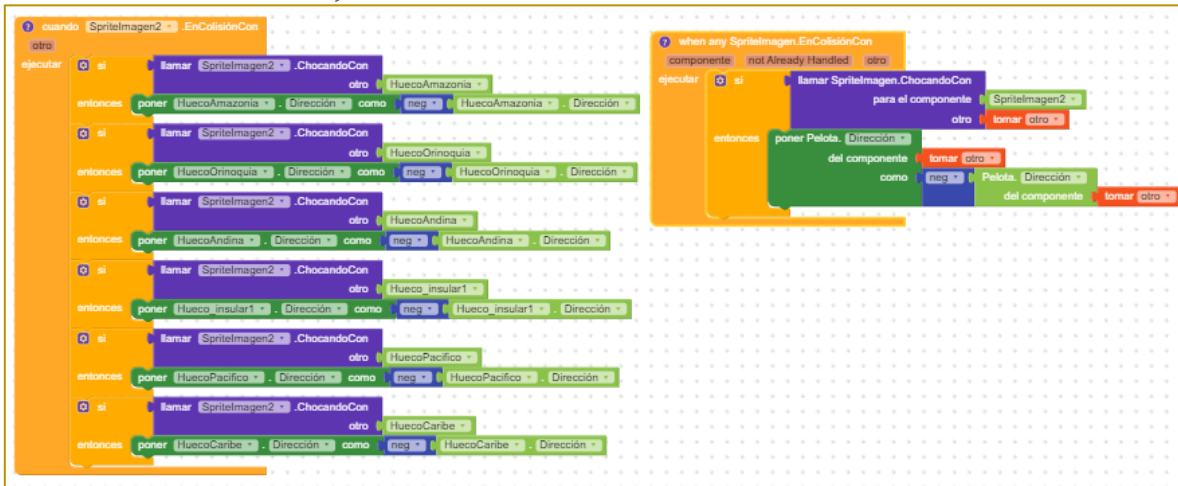 cuando SpriteImagen2 .EnColisiónCon
otro
ejecutar si llamar SpriteImagen2 .ChocandoCon
otro HuecoAmazonia
entonces poner HuecoAmazonia . Dirección como neg HuecoAmazonia . Dirección
si llamar SpriteImagen2 .ChocandoCon
otro HuecoOrinoquia
entonces poner HuecoOrinoquia . Dirección como neg HuecoOrinoquia . Dirección
si llamar SpriteImagen2 .ChocandoCon
otro HuecoAndina
entonces poner HuecoAndina . Dirección como neg HuecoAndina . Dirección
si llamar SpriteImagen2 .ChocandoCon
otro Hueco_insular1
entonces poner Hueco_insular1 . Dirección como neg Hueco_insular1 . Dirección
si llamar SpriteImagen2 .ChocandoCon
otro HuecoPacifico
entonces poner HuecoPacifico . Dirección como neg HuecoPacifico . Dirección
si llamar SpriteImagen2 .ChocandoCon
otro HuecoCaribe
entonces poner HuecoCaribe . Dirección como neg HuecoCaribe . Dirección
when any SpriteImagen.EnColisiónCon
componente not Already Handled otro
ejecutar si llamar SpriteImagen.ChocandoCon
para el componente SpriteImagen2
otro tomar otro
entonces poner Pelota. Dirección
del componente tomar otro
como neg Pelota. Dirección
del componente tomar otro